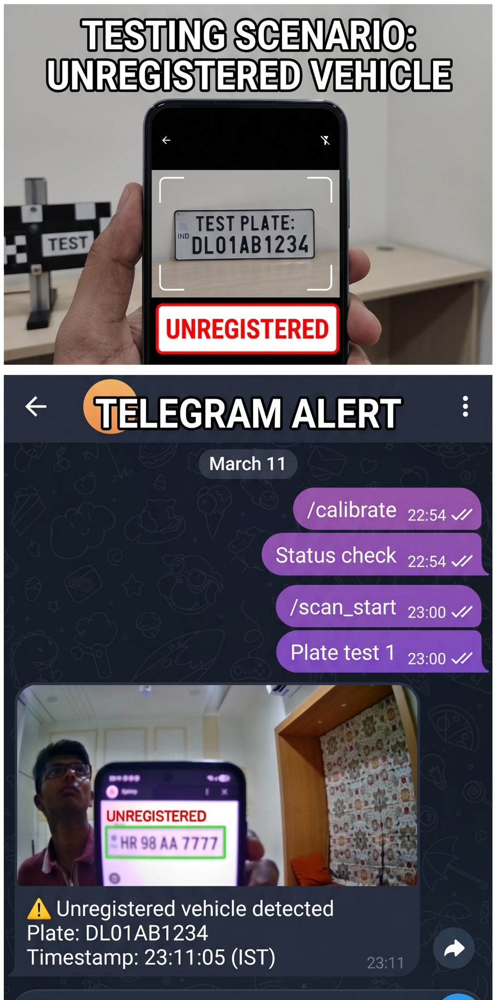 TESTING SCENARIO:
UNREGISTERED VEHICLE
TEST
TEST PLATE:
IND
DL01AB1234
UNREGISTERED
TELEGRAM ALERT
March 11
/calibrate 22:54
Status check 22:54
/scan_start 23:00
Plate test 1 23:00
UNREGISTERED
HR 98 AA 7777
⚠️ Unregistered vehicle detected
Plate: DL01AB1234
Timestamp: 23:11:05 (IST)
23:11